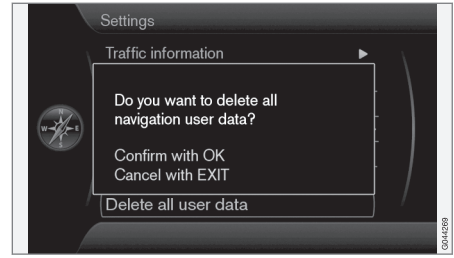 Settings
Traffic information
Do you want to delete all
navigation user data?
Confirm with OK
Cancel with EXIT
Delete all user data
N
W
E
S
G044269